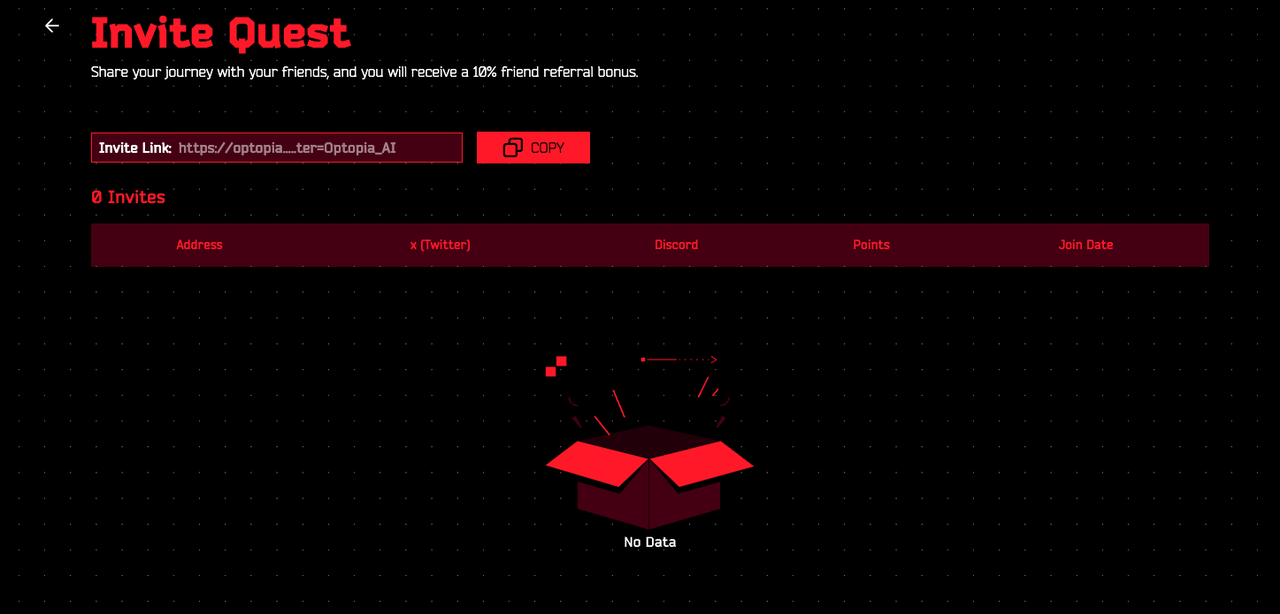 Invite Quest
Share your journey with your friends, and you will receive a 10% friend referral bonus.
Invite Link: https://optopia.....ter=Optopia_AI
COPY
0 Invites
Address x (Twitter) Discord Points Join Date
No Data